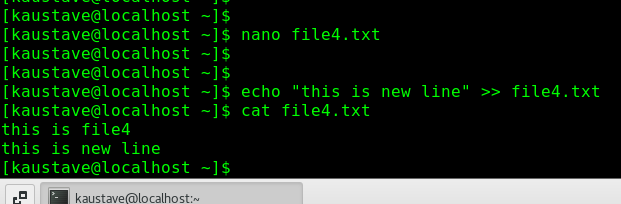 [kaustave@localhost ~]$
[kaustave@localhost ~]$ nano file4.txt
[kaustave@localhost ~]$
[kaustave@localhost ~]$
[kaustave@localhost ~]$ echo "this is new line" >> file4.txt
[kaustave@localhost ~]$ cat file4.txt
this is file4
this is new line
[kaustave@localhost ~]$
kaustave@localhost:~